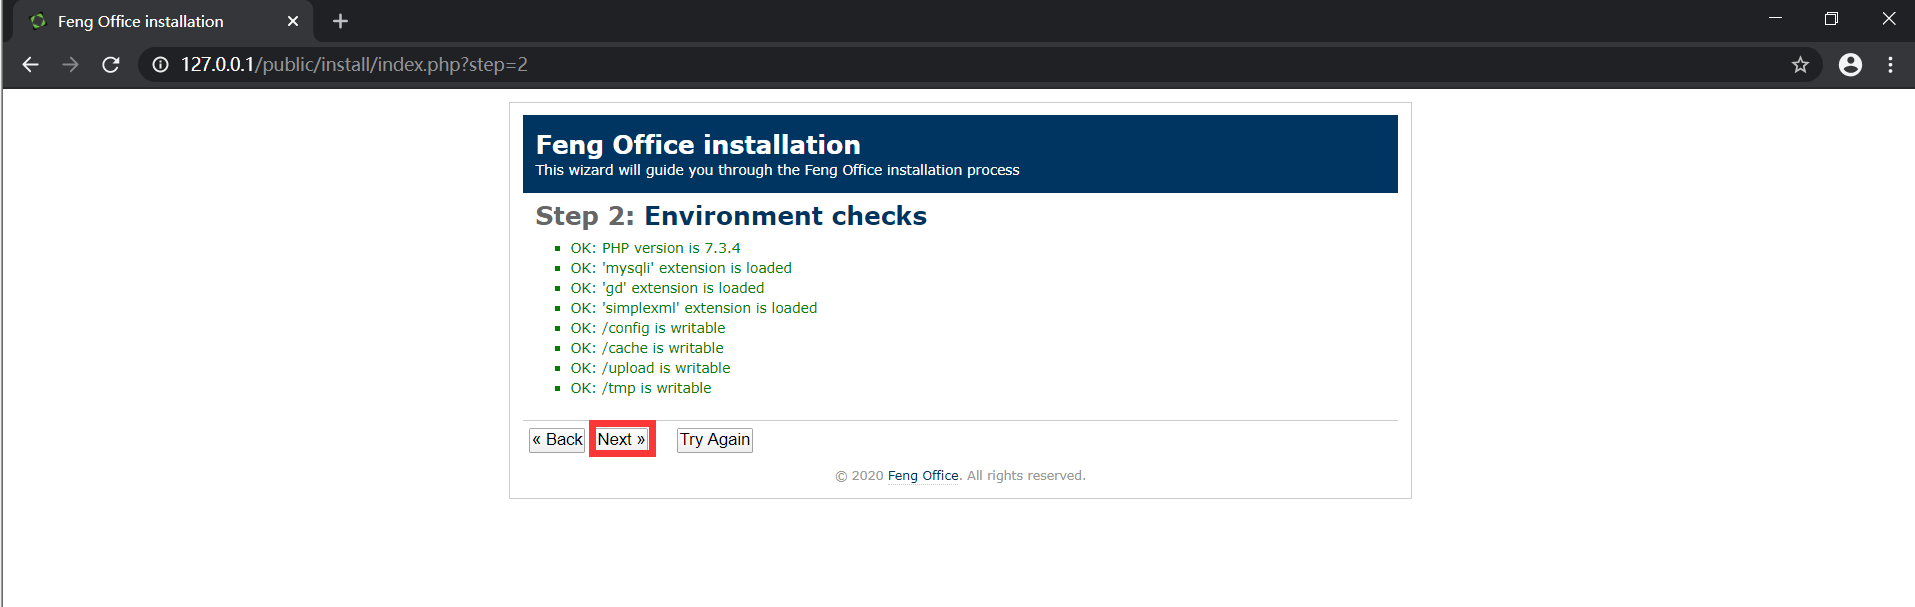 Feng Office installation
127.0.0.1/public/install/index.php?step=2
Feng Office installation
This wizard will guide you through the Feng Office installation process
Step 2: Environment checks
OK: PHP version is 7.3.4
OK: 'mysqli' extension is loaded
OK: 'gd' extension is loaded
OK: 'simplexml' extension is loaded
OK: /config is writable
OK: /cache is writable
OK: /upload is writable
OK: /tmp is writable
« Back Next » Try Again
© 2020 Feng Office. All rights reserved.